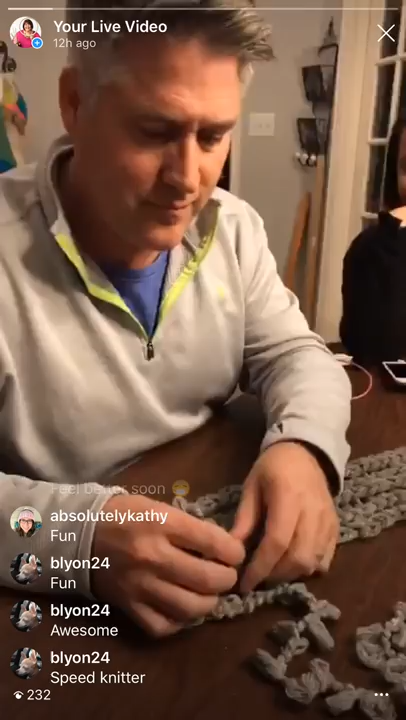 Your Live Video
12h ago
Feel better soon 😷
absolutelykathy
Fun
blyon24
Fun
blyon24
Awesome
blyon24
Speed knitter
232